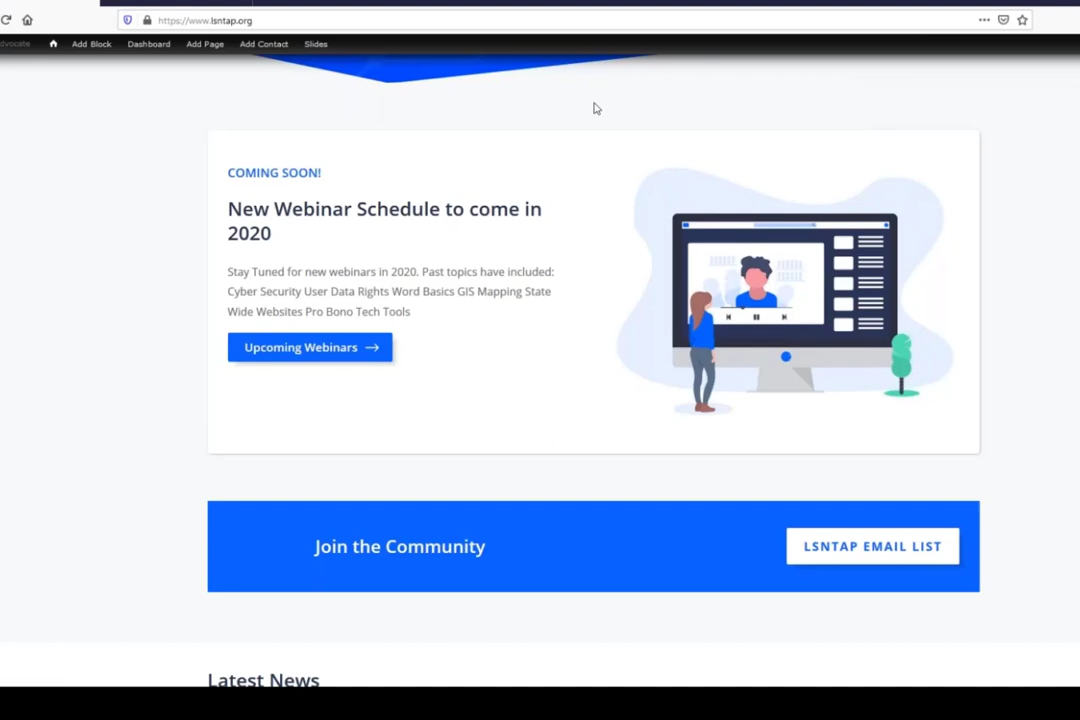 https://www.lsntap.org
dvocate Add Block Dashboard Add Page Add Contact Slides
COMING SOON!
New Webinar Schedule to come in
2020
Stay Tuned for new webinars in 2020. Past topics have included:
Cyber Security User Data Rights Word Basics GIS Mapping State
Wide Websites Pro Bono Tech Tools
Upcoming Webinars →
Join the Community
LSNTAP EMAIL LIST
Latest News